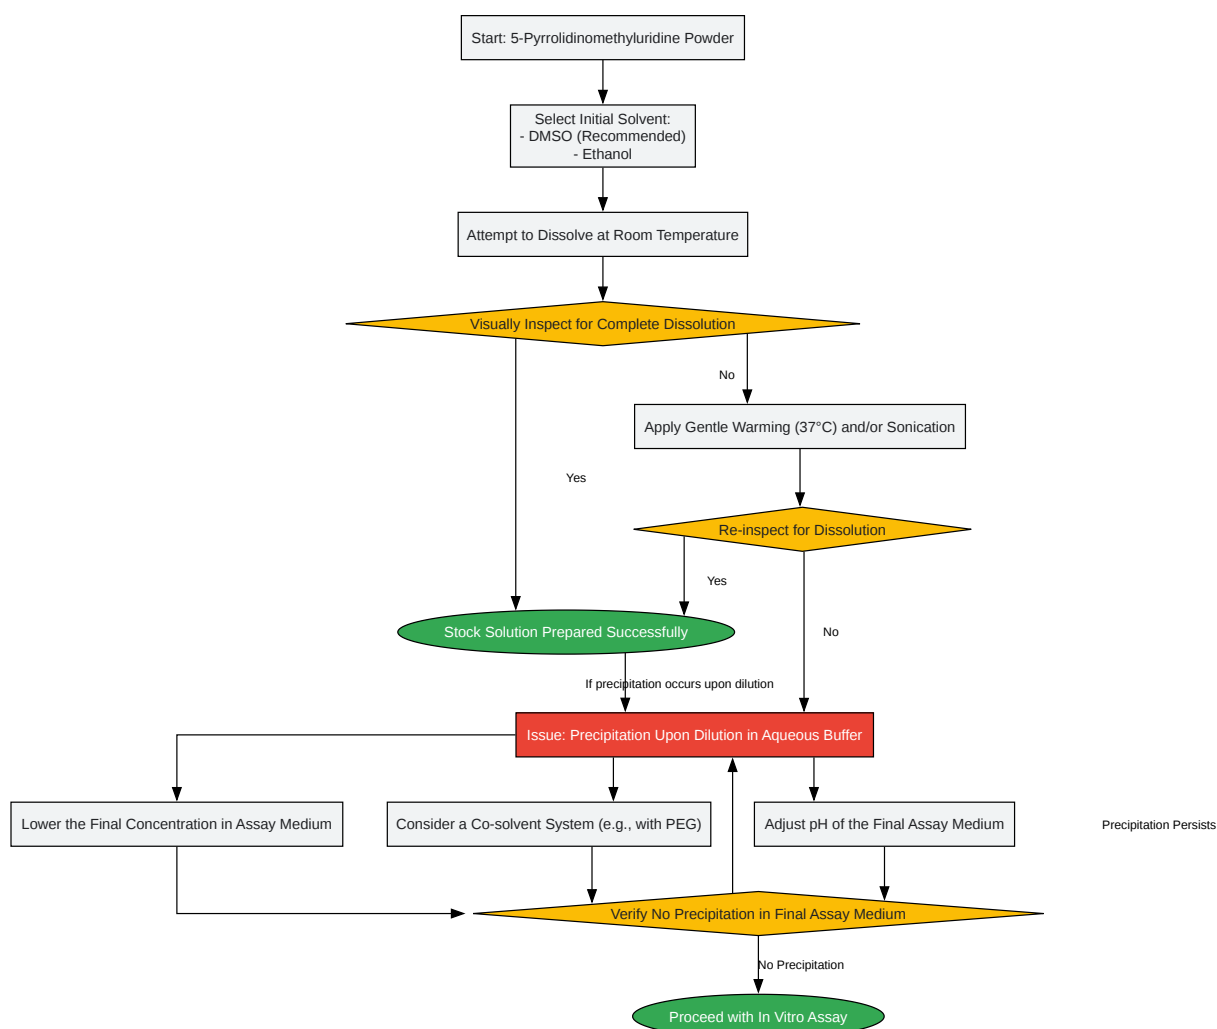 Start: 5-Pyrrolidinomethyluridine Powder
Select Initial Solvent:
- DMSO (Recommended)
- Ethanol
Attempt to Dissolve at Room Temperature
Visually Inspect for Complete Dissolution
No
Apply Gentle Warming (37°C) and/or Sonication
Yes
Re-inspect for Dissolution
Yes
Stock Solution Prepared Successfully
No
If precipitation occurs upon dilution
Issue: Precipitation Upon Dilution in Aqueous Buffer
Lower the Final Concentration in Assay Medium
Consider a Co-solvent System (e.g., with PEG)
Adjust pH of the Final Assay Medium
Precipitation Persists
Verify No Precipitation in Final Assay Medium
No Precipitation
Proceed with In Vitro Assay